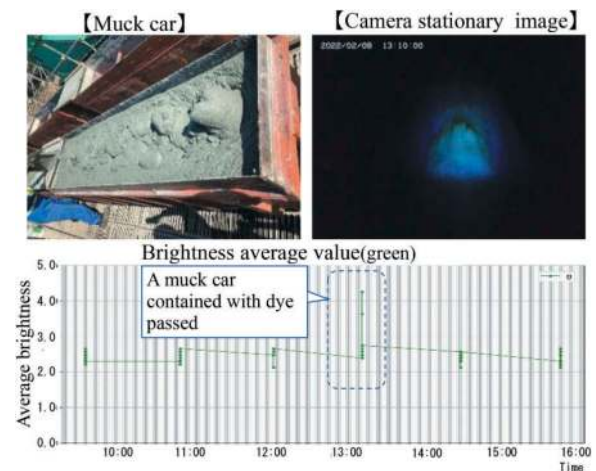 【Muck car】
【Camera stationary image】
2022/02/08 13:10:00
Brightness average value(green)
5.0
4.0
3.0
2.0
1.0
0.0
Average brightness
A muck car
contained with dye
passed
10:00
11:00
12:00
13:00
14:00
15:00
16:00
Time